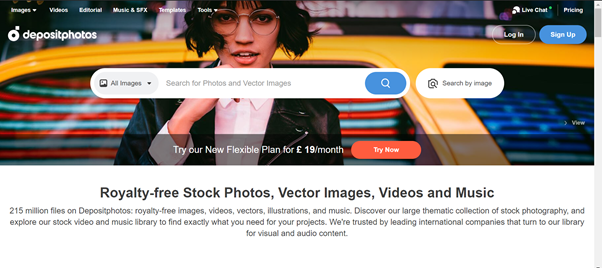 Images Videos Editorial Music & SFX Templates Tools Live Chat Pricing
depositphotos Log In Sign Up
All Images Search for Photos and Vector Images Search by image
View
Try our New Flexible Plan for £ 19/month Try Now
Royalty-free Stock Photos, Vector Images, Videos and Music
215 million files on Depositphotos: royalty-free images, videos, vectors, illustrations, and music. Discover our large thematic collection of stock photography, and
explore our stock video and music library to find exactly what you need for your projects. We're trusted by leading international companies that turn to our library
for visual and audio content.